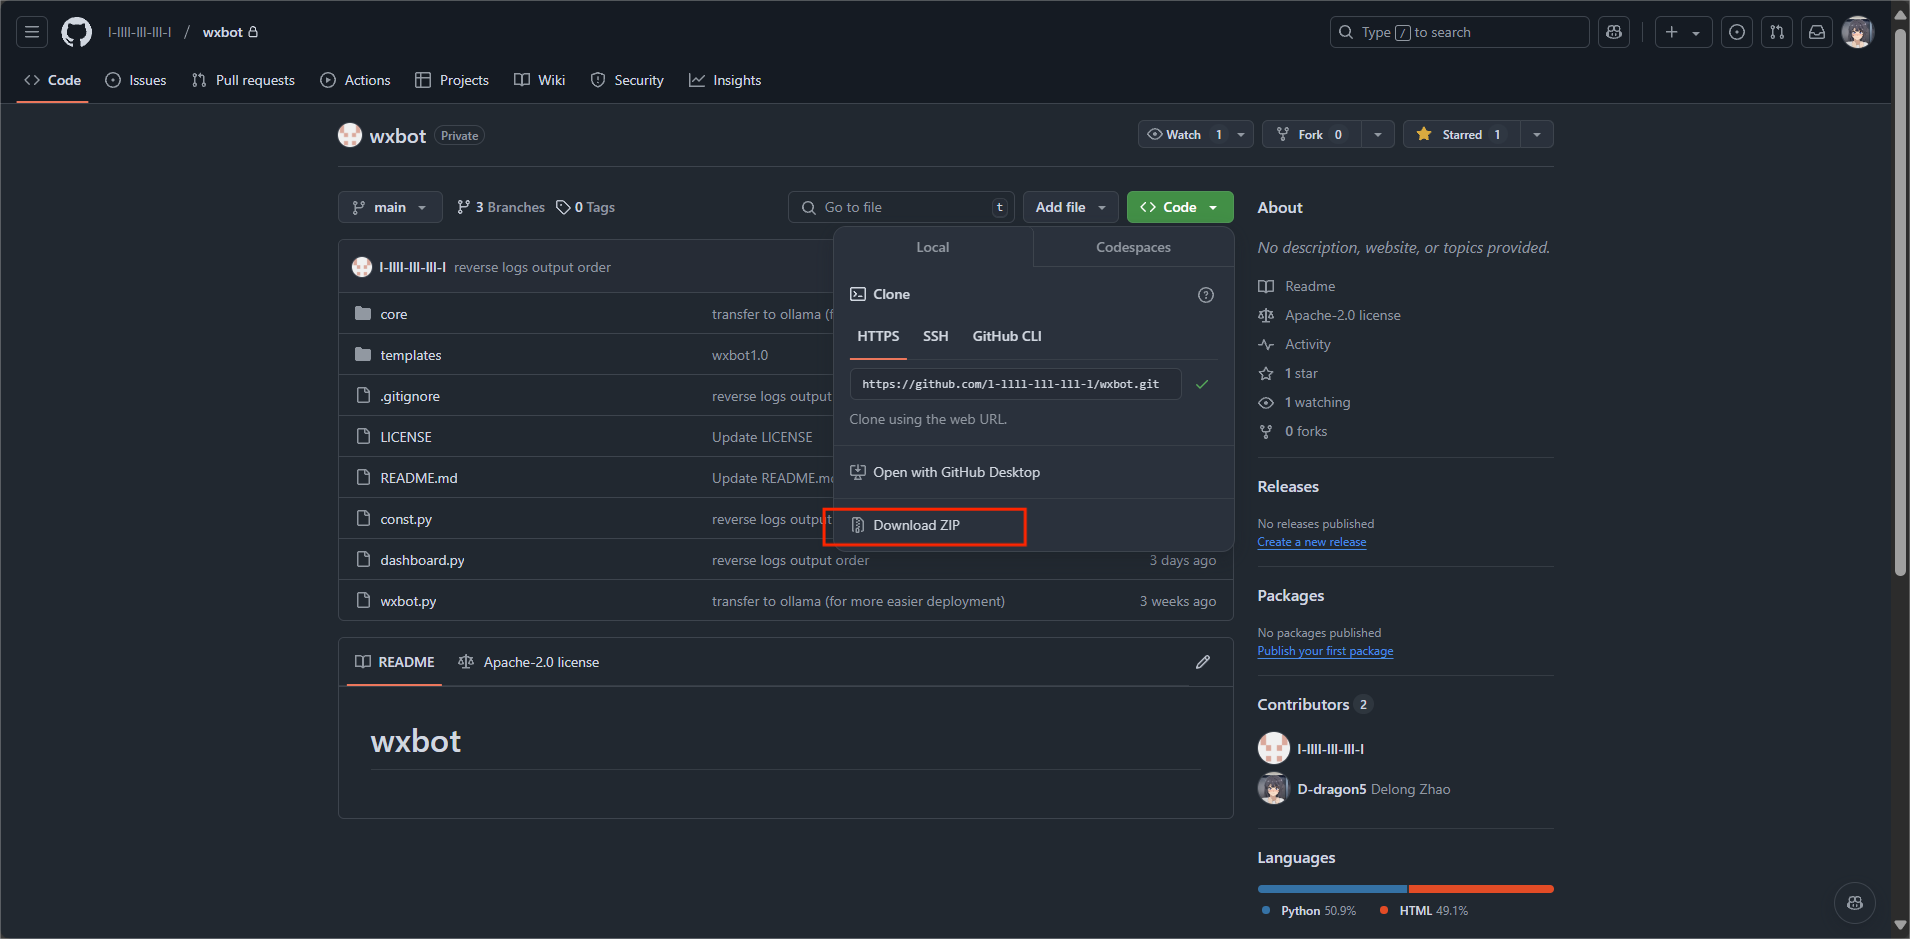 l-llll-lll-lll-l / wxbot
Type / to search
Code Issues Pull requests Actions Projects Wiki Security Insights
wxbot Private
Watch 1 Fork 0 Starred 1
main 3 Branches 0 Tags Go to file t Add file Code
l-llll-lll-lll-l reverse logs output order
core transfer to ollama (f
templates wxbot1.0
.gitignore reverse logs output
LICENSE Update LICENSE
README.md Update README.md
const.py reverse logs output
dashboard.py reverse logs output order 3 days ago
wxbot.py transfer to ollama (for more easier deployment) 3 weeks ago
Local Codespaces
Clone
HTTPS SSH GitHub CLI
https://github.com/l-llll-lll-lll-l/wxbot.git
Clone using the web URL.
Open with GitHub Desktop
Download ZIP
README Apache-2.0 license
wxbot
About
No description, website, or topics provided.
Readme
Apache-2.0 license
Activity
1 star
1 watching
0 forks
Releases
No releases published
Create a new release
Packages
No packages published
Publish your first package
Contributors 2
l-llll-lll-lll-l
D-dragon5 Delong Zhao
Languages
Python 50.9% HTML 49.1%